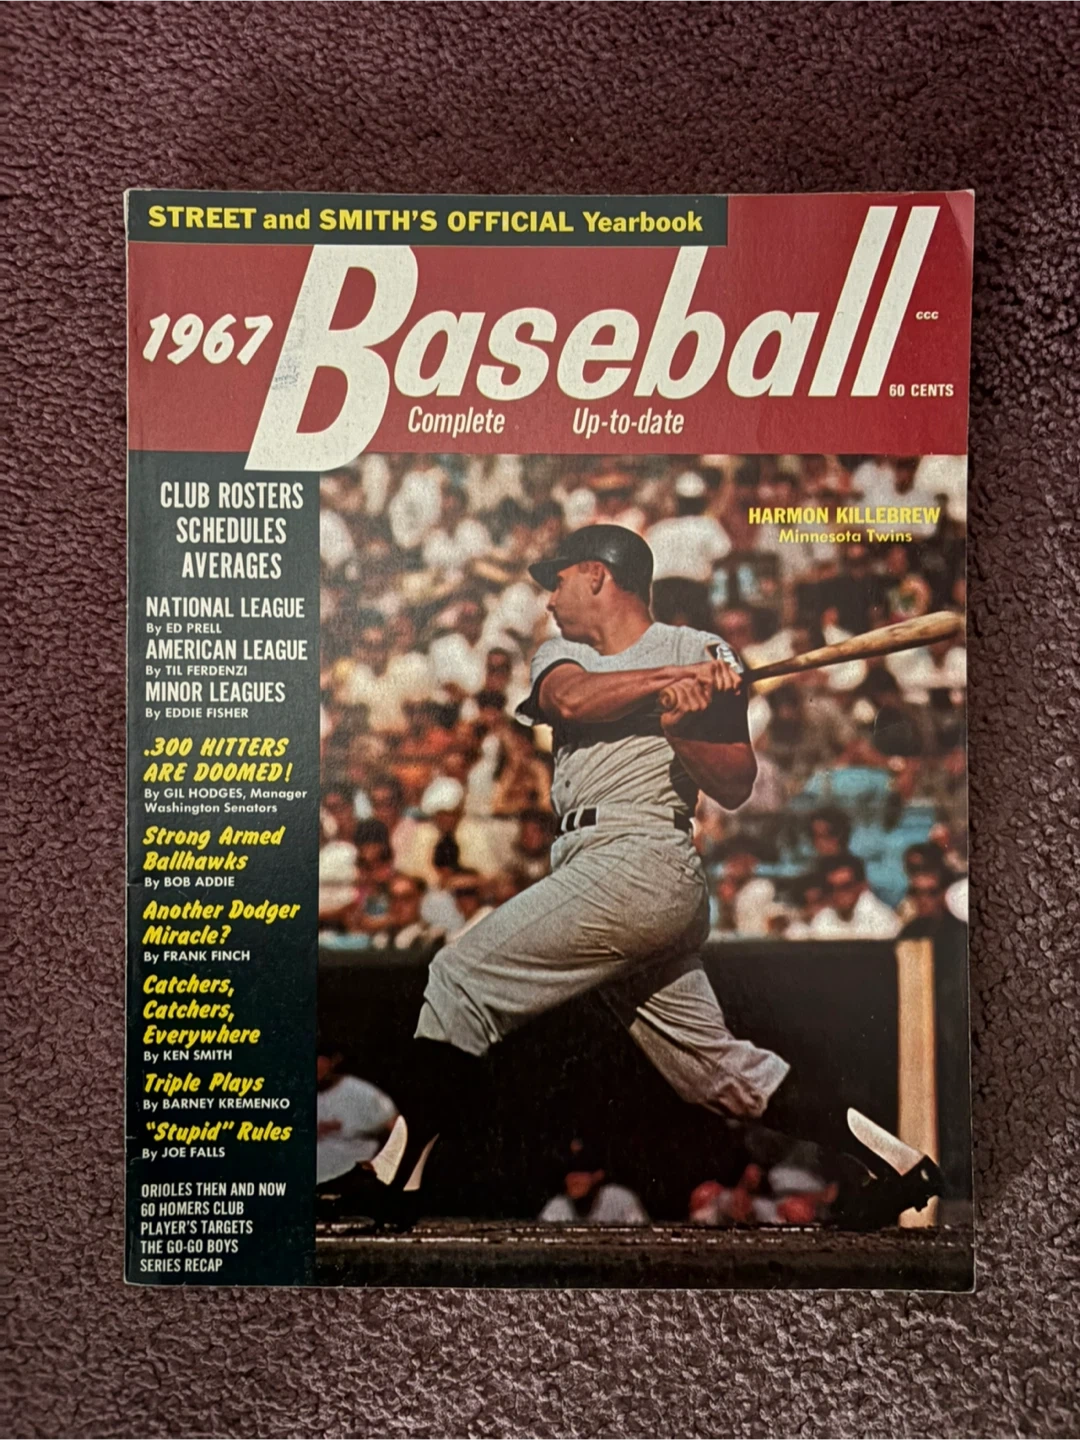 STREET and SMITH'S OFFICIAL Yearbook
1967 Baseball
ccc
60 CENTS
Complete Up-to-date
CLUB ROSTERS
SCHEDULES
AVERAGES
NATIONAL LEAGUE
By ED PRELL
AMERICAN LEAGUE
By TIL FERDENZI
MINOR LEAGUES
By EDDIE FISHER
.300 HITTERS
ARE DOOMED!
By GIL HODGES, Manager
Washington Senators
Strong Armed
Ballhawks
By BOB ADDIE
Another Dodger
Miracle?
By FRANK FINCH
Catchers,
Catchers,
Everywhere
By KEN SMITH
Triple Plays
By BARNEY KREMENKO
"Stupid" Rules
By JOE FALLS
ORIOLES THEN AND NOW
60 HOMERS CLUB
PLAYER'S TARGETS
THE GO-GO BOYS
SERIES RECAP
HARMON KILLEBREW
Minnesota Twins